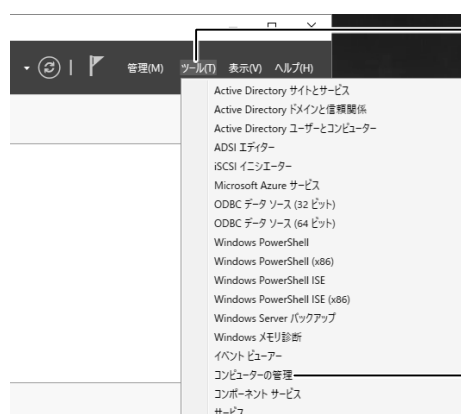 管理(M) ツール(T) 表示(V) ヘルプ(H)
Active Directory サイトとサービス
Active Directory ドメインと信頼関係
Active Directory ユーザーとコンピューター
ADSI エディター
iSCSI イニシエーター
Microsoft Azure サービス
ODBC データ ソース (32 ビット)
ODBC データ ソース (64 ビット)
Windows PowerShell
Windows PowerShell (x86)
Windows PowerShell ISE
Windows PowerShell ISE (x86)
Windows Server バックアップ
Windows メモリ診断
イベント ビューアー
コンピューターの管理
コンポーネント サービス
サービス